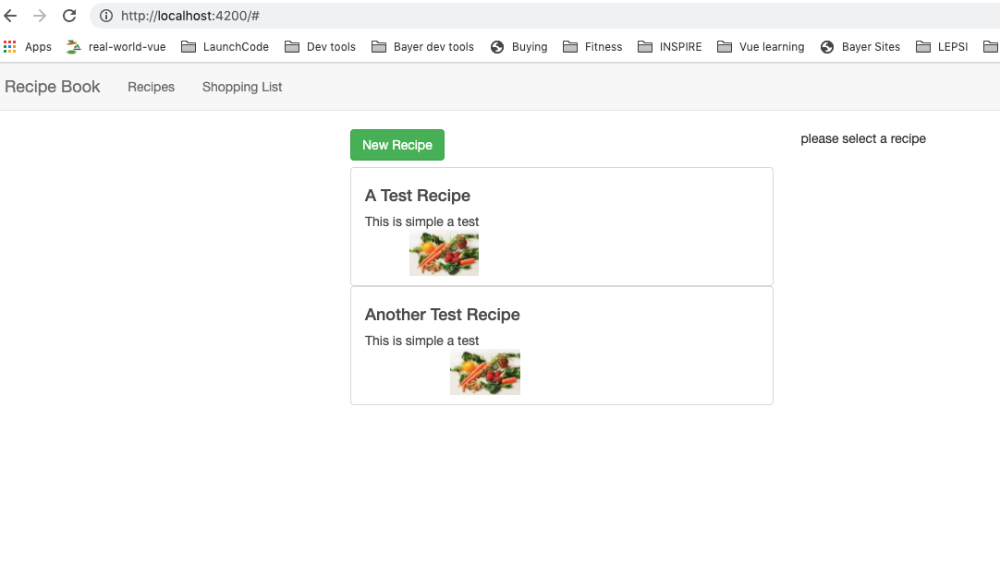 http://localhost:4200/#
Apps real-world-vue LaunchCode Dev tools Bayer dev tools Buying Fitness INSPIRE Vue learning Bayer Sites LEPSI
Recipe Book Recipes Shopping List
New Recipe please select a recipe
A Test Recipe
This is simple a test
Another Test Recipe
This is simple a test